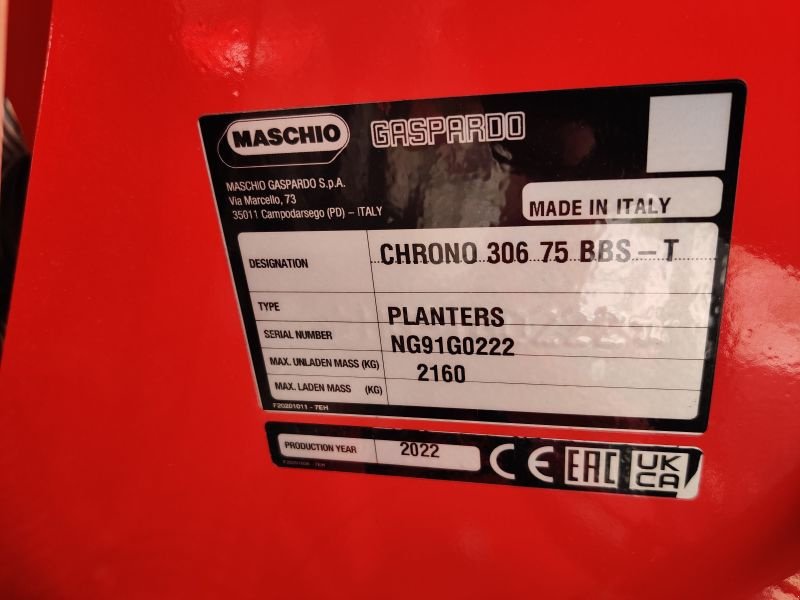 MASCHIO GASPARDO
MASCHIO GASPARDO S.p.A.
Via Marcello, 73
35011 Campodarsego (PD) – ITALY
MADE IN ITALY
DESIGNATION CHRONO 306 75 BBS – T
TYPE PLANTERS
SERIAL NUMBER NG91G0222
MAX. UNLADEN MASS (KG) 2160
MAX. LADEN MASS (KG)
F20201011 - 7EH
PRODUCTION YEAR 2022
CE EAC UK CA